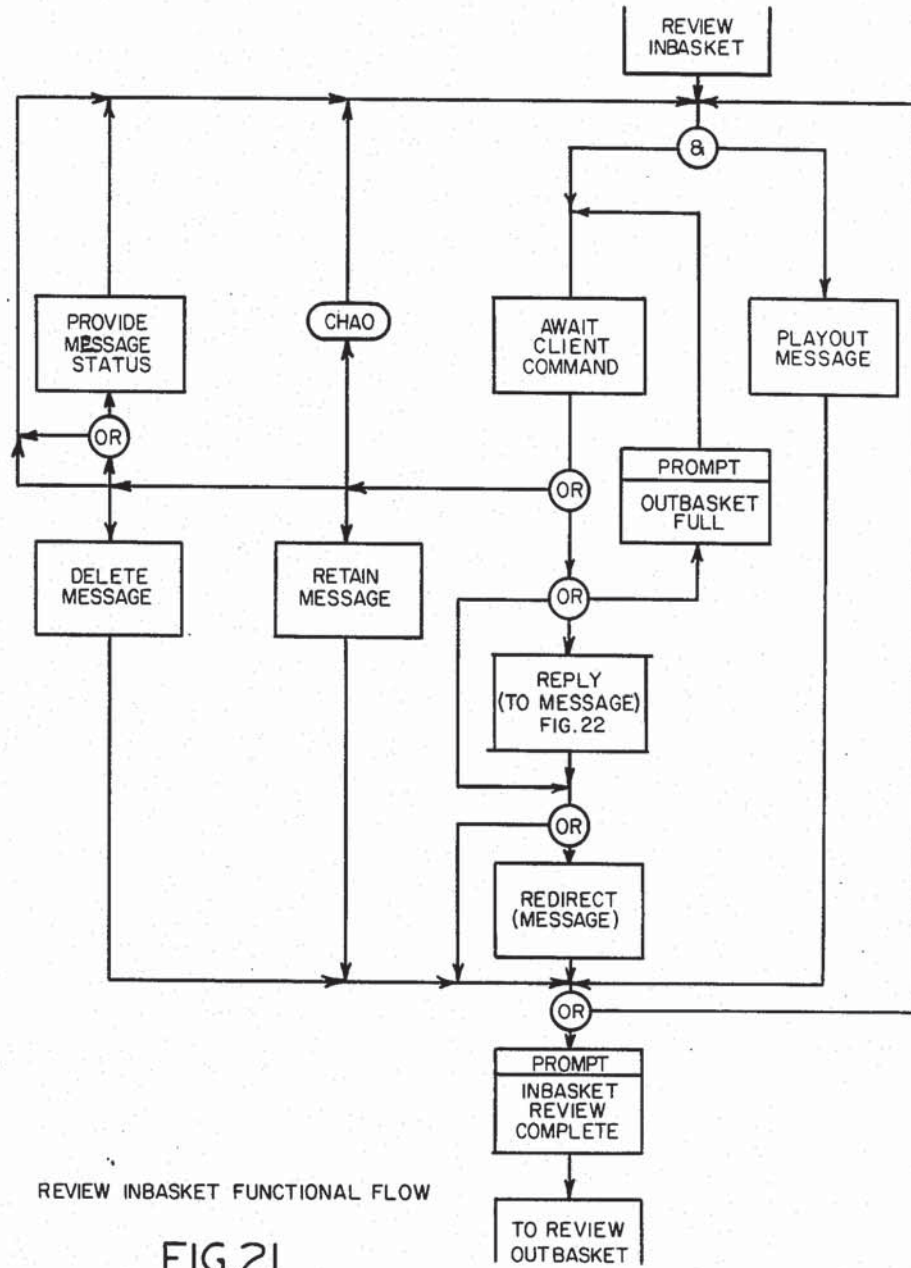 REVIEW
INBASKET
&
PROVIDE
MESSAGE
STATUS
CHAO
AWAIT
CLIENT
COMMAND
PLAYOUT
MESSAGE
OR
PROMPT
OUTBASKET
FULL
OR
DELETE
MESSAGE
RETAIN
MESSAGE
OR
REPLY
(TO MESSAGE)
FIG. 22
OR
REDIRECT
(MESSAGE)
OR
PROMPT
INBASKET
REVIEW
COMPLETE
REVIEW INBASKET FUNCTIONAL FLOW
TO REVIEW
OUTBASKET
FIG. 21